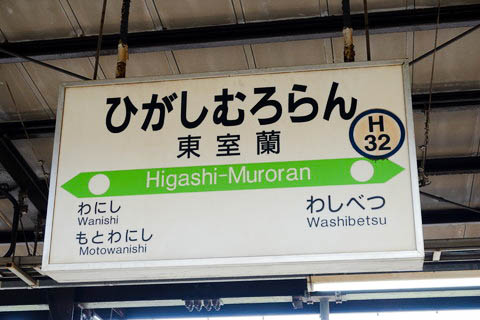 ひがしむろらん
東室蘭
H
32
Higashi-Muroran
わにし
Wanishi
もとわにし
Motowanishi
わしべつ
Washibetsu